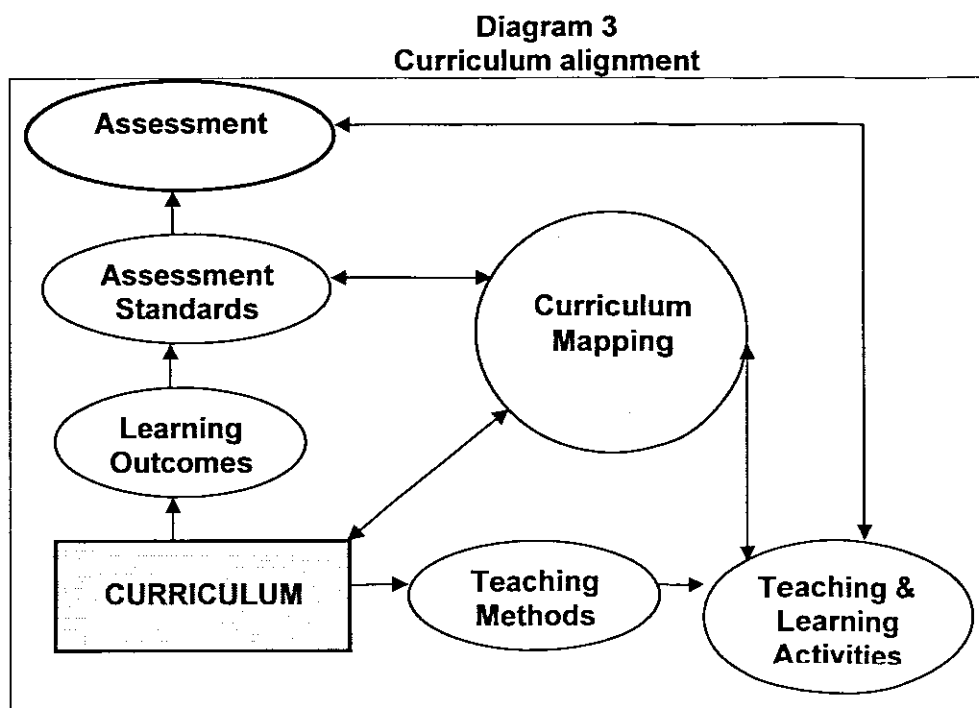 Diagram 3
Curriculum alignment
Assessment
Assessment
Standards
Curriculum
Mapping
Learning
Outcomes
CURRICULUM
Teaching
Methods
Teaching &
Learning
Activities